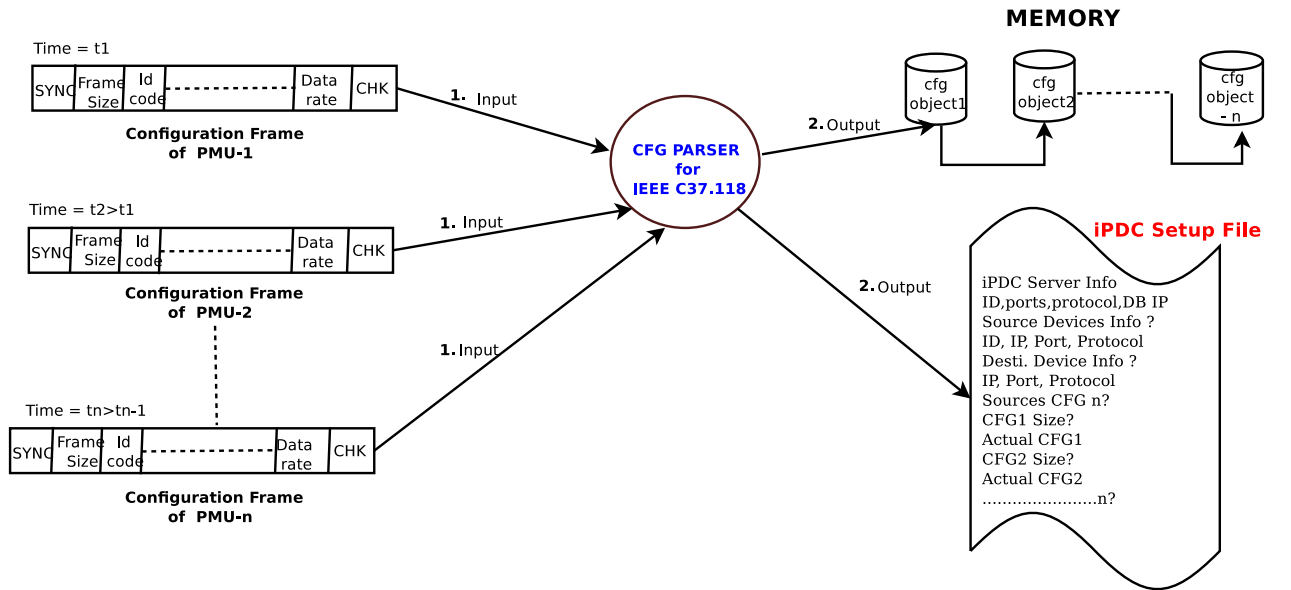 MEMORY
Time = t1
SYNC
Frame
Size
Id
code
Data
rate
CHK
Configuration Frame
of PMU-1
1. Input
Time = t2>t1
SYNC
Frame
Size
Id
code
Data
rate
CHK
Configuration Frame
of PMU-2
1. Input
Time = tn>tn-1
SYNC
Frame
Size
Id
code
Data
rate
CHK
Configuration Frame
of PMU-n
1. Input
CFG PARSER
for
IEEE C37.118
2. Output
cfg
object1
cfg
object2
cfg
object
- n
2. Output
iPDC Setup File
iPDC Server Info
ID,ports,protocol,DB IP
Source Devices Info ?
ID, IP, Port, Protocol
Desti. Device Info ?
IP, Port, Protocol
Sources CFG n?
CFG1 Size?
Actual CFG1
CFG2 Size?
Actual CFG2
.......................n?